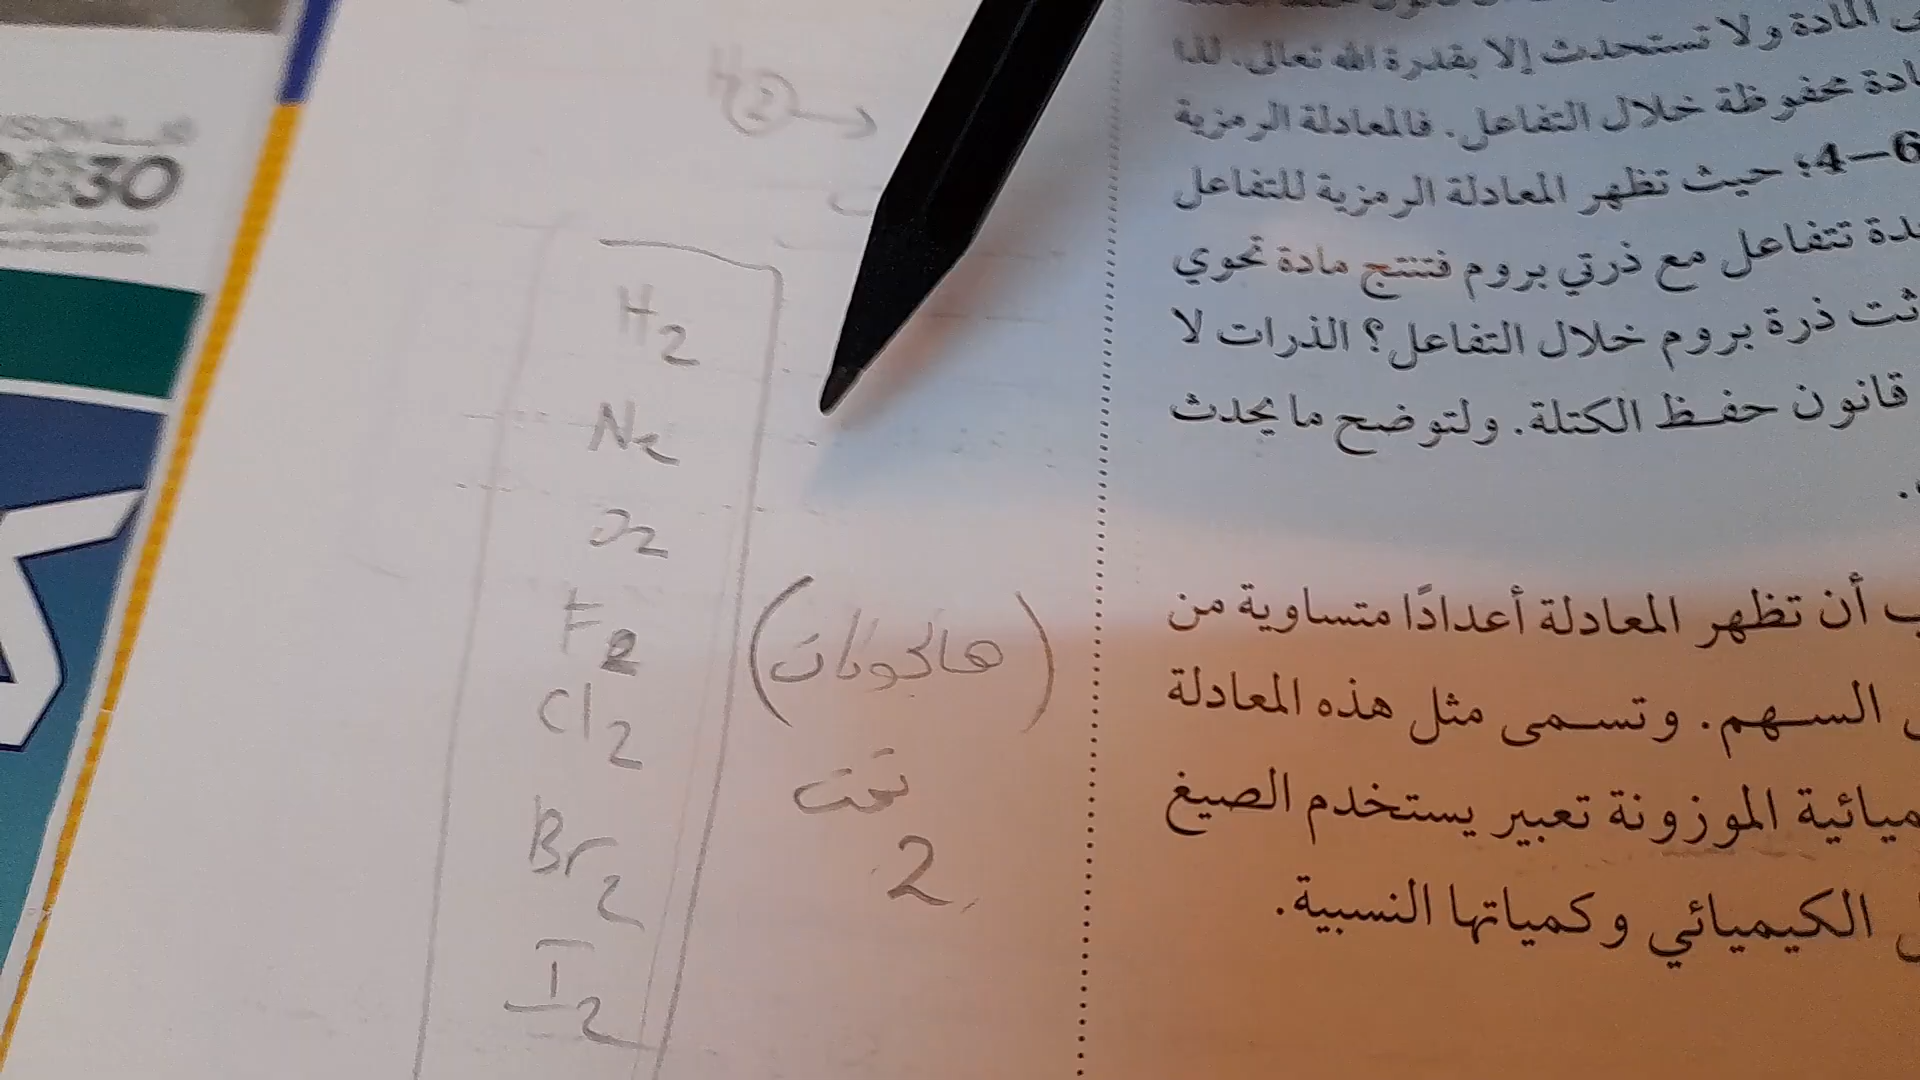 المادة ولا تستحدث إلا بقدرة الله تعالى. لذا
محفوظة خلال التفاعل. فالمعادلة الرمزية
4-6؛ حيث تظهر المعادلة الرمزية للتفاعل
تتفاعل مع ذرتي بروم فتنتج مادة تحوي
ذرة بروم خلال التفاعل؟ الذرات لا
قانون حفظ الكتلة. ولتوضح ما يحدث
أن تظهر المعادلة أعدادًا متساوية من
السهم. وتسمى مثل هذه المعادلة
الموزونة تعبير يستخدم الصيغ
الكيميائي وكمياتها النسبية.
H2
H2
N2
O2
F2
Cl2
Br2
I2
(هالوجينات)
تحت
2
30